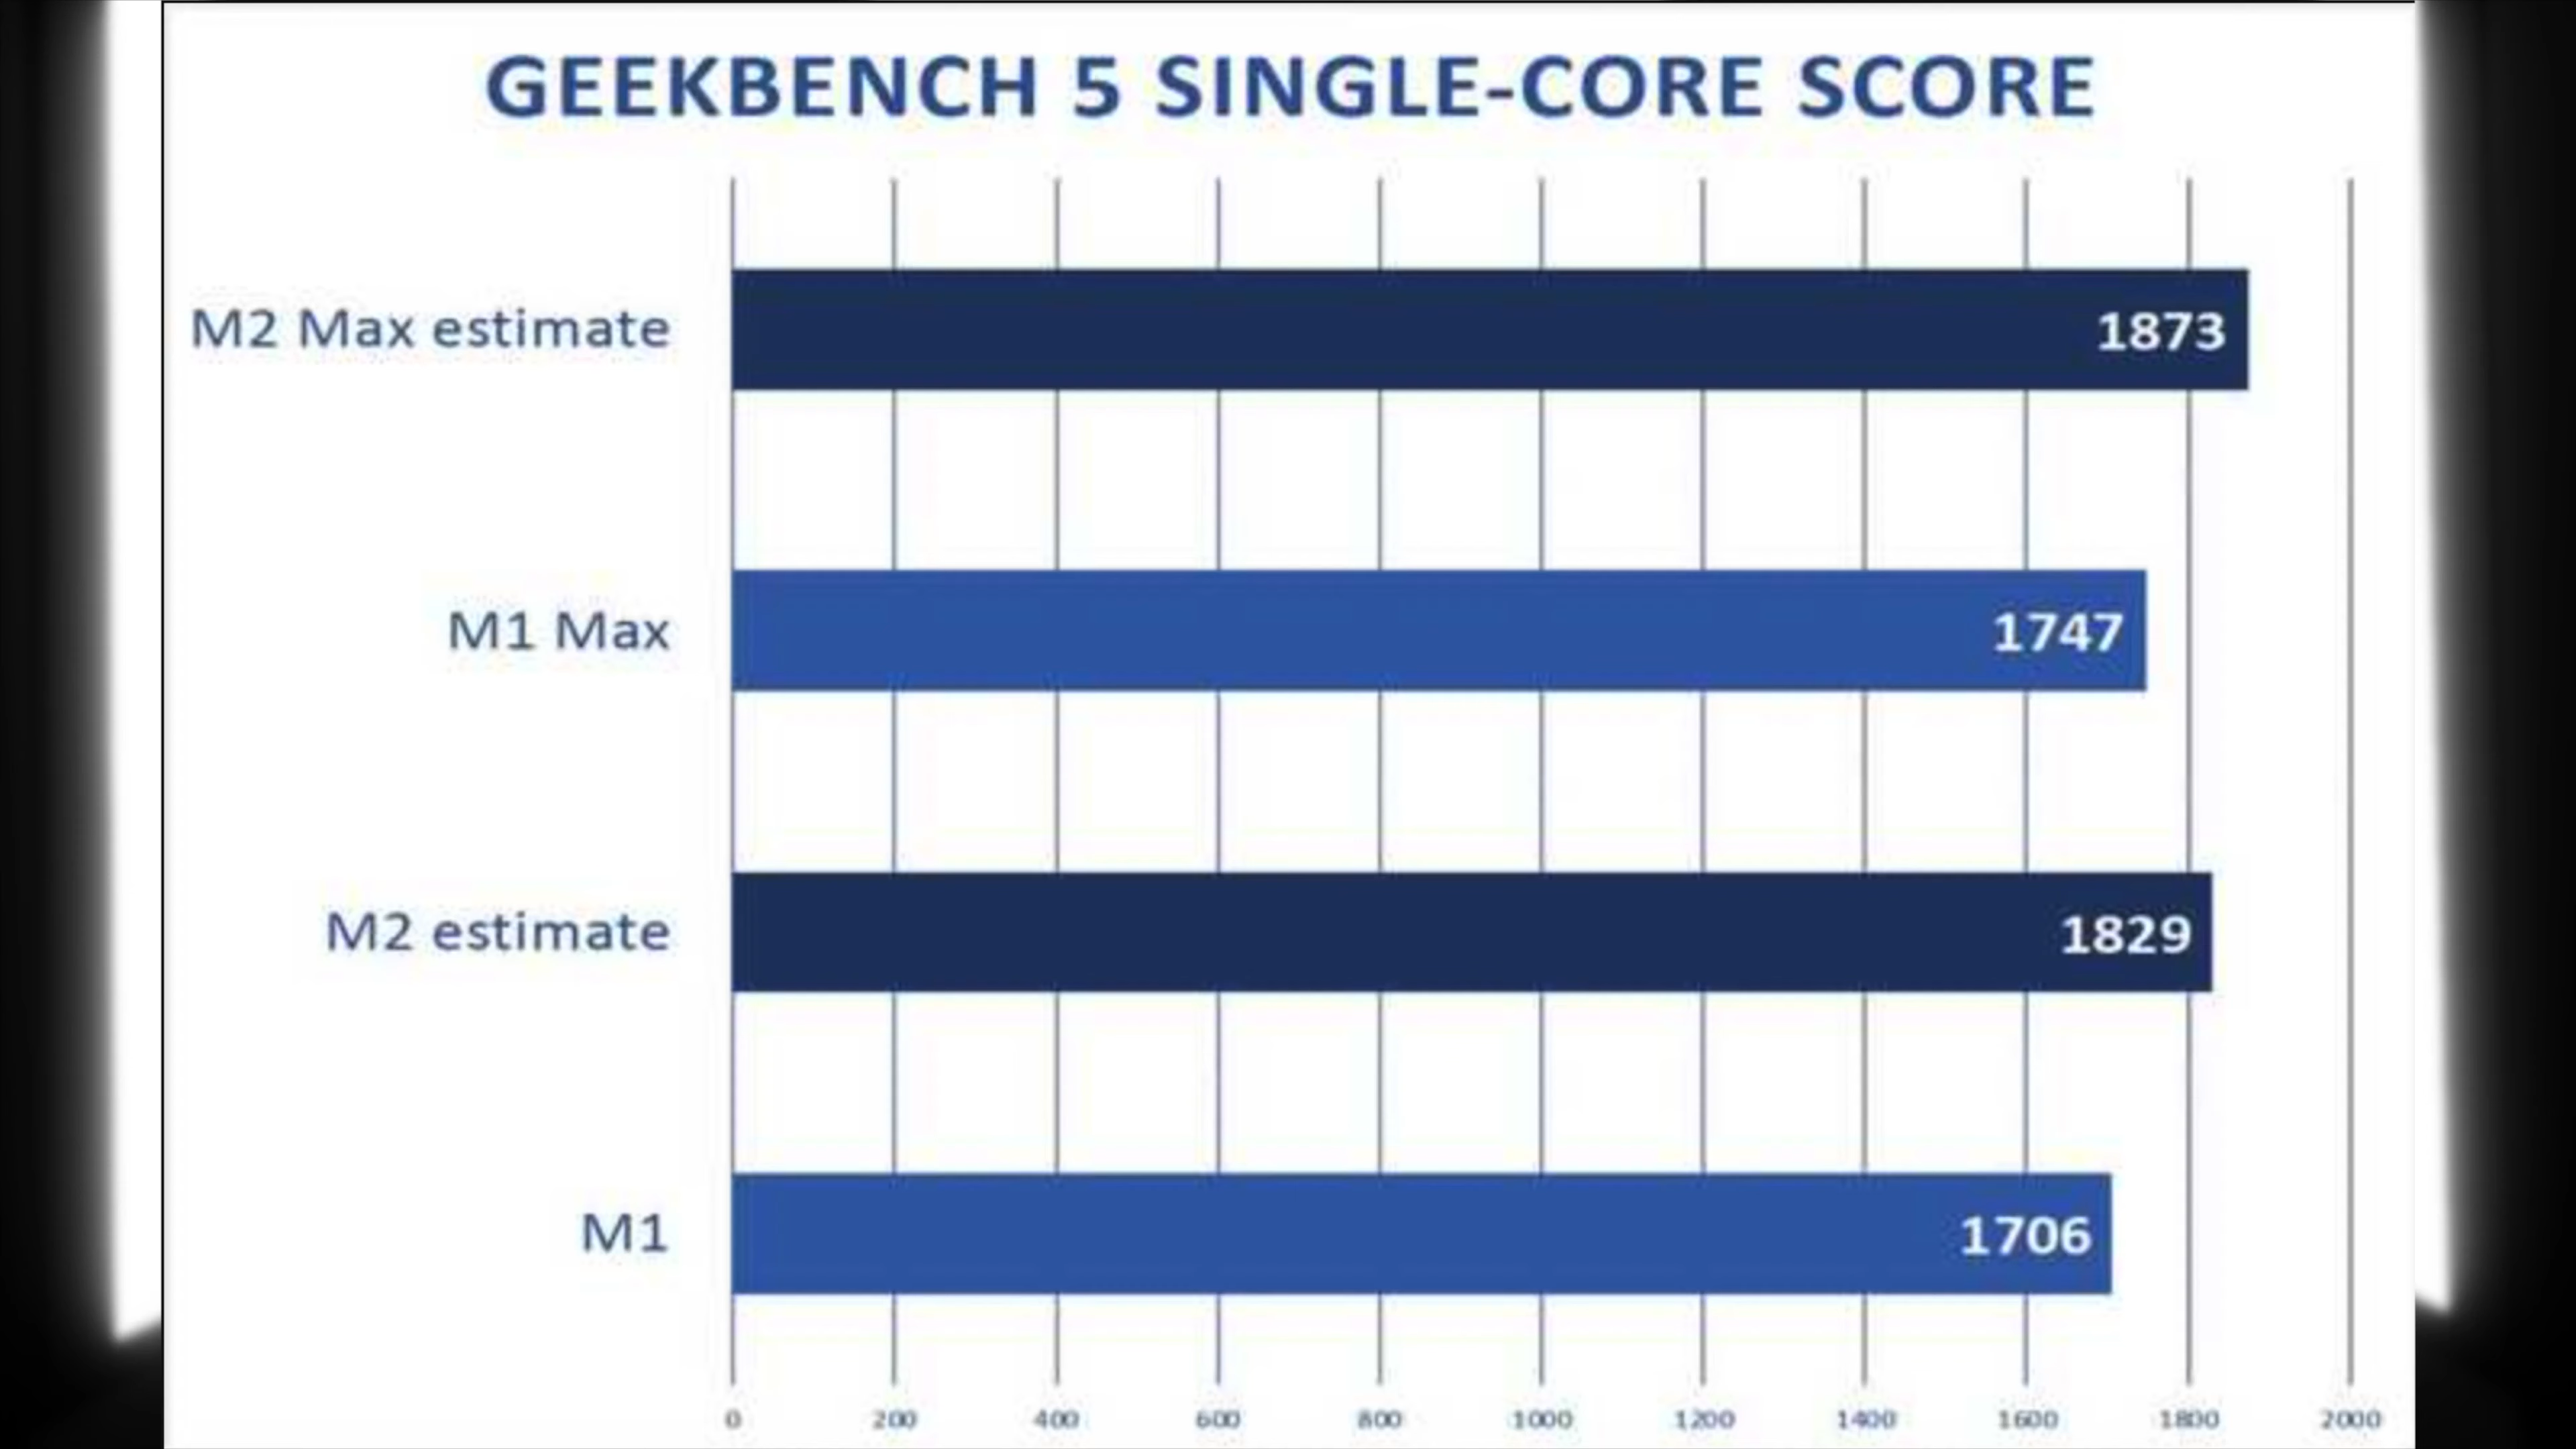 GEEKBENCH 5 SINGLE-CORE SCORE
M2 Max estimate
1873
M1 Max
1747
M2 estimate
1829
M1
1706
0 200 400 600 800 1000 1200 1400 1600 1800 2000